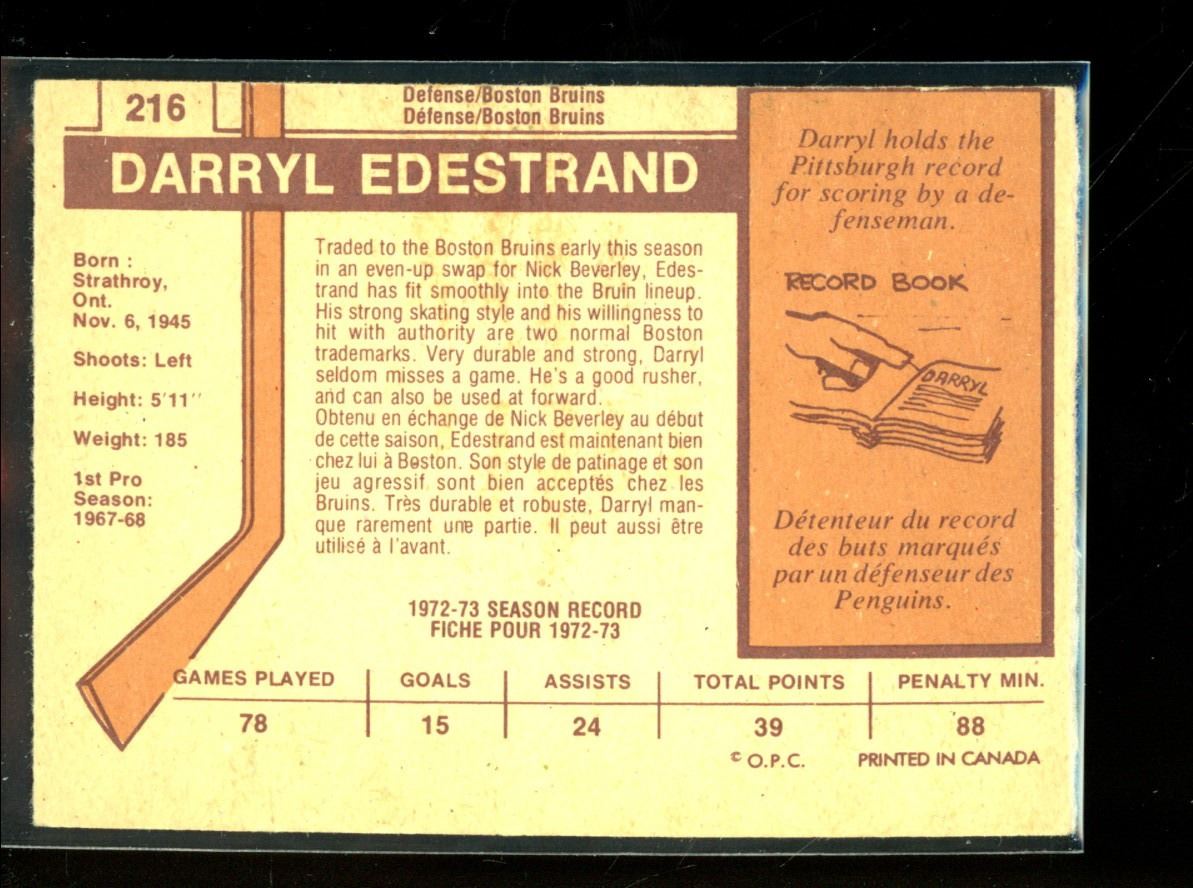 216
Defense/Boston Bruins
Défense/Boston Bruins
DARRYL EDESTRAND
Born :
Strathroy,
Ont.
Nov. 6, 1945
Shoots: Left
Height: 5'11''
Weight: 185
1st Pro
Season:
1967-68
Traded to the Boston Bruins early this season
in an even-up swap for Nick Beverley, Edes-
trand has fit smoothly into the Bruin lineup.
His strong skating style and his willingness to
hit with authority are two normal Boston
trademarks. Very durable and strong, Darryl
seldom misses a game. He's a good rusher,
and can also be used at forward.
Obtenu en échange de Nick Beverley au début
de cette saison, Edestrand est maintenant bien
chez lui à Boston. Son style de patinage et son
jeu agressif sont bien acceptés chez les
Bruins. Très durable et robuste, Darryl man-
que rarement une partie. Il peut aussi être
utilisé à l'avant.
Darryl holds the
Pittsburgh record
for scoring by a de-
fenseman.
RECORD BOOK
DARRYL
Détenteur du record
des buts marqués
par un défenseur des
Penguins.
1972-73 SEASON RECORD
FICHE POUR 1972-73
GAMES PLAYED GOALS ASSISTS TOTAL POINTS PENALTY MIN.
78 15 24 39 88
© O.P.C. PRINTED IN CANADA